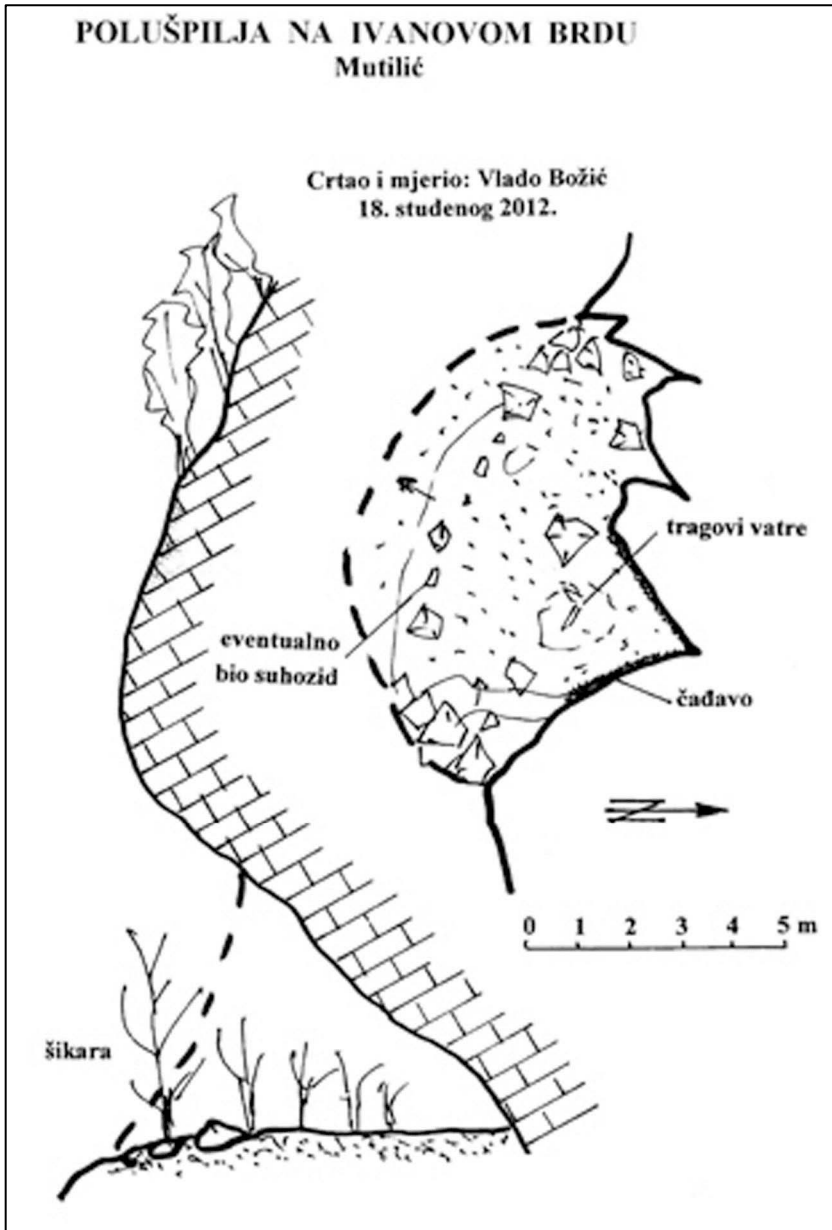 POLUŠPILJA NA IVANOVOM BRDU
Mutilić
Crtao i mjerio: Vlado Božić
18. studenog 2012.
tragovi vatre
eventualno
bio suhozid
čađavo
N
0 1 2 3 4 5 m
šikara